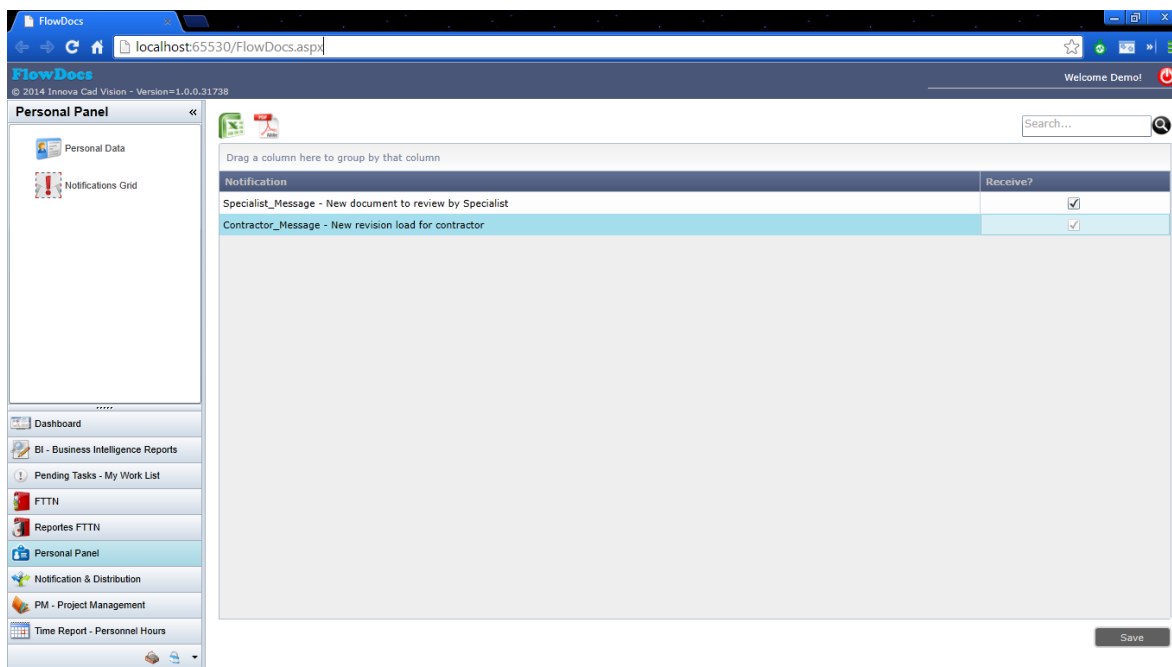 FlowDocs
localhost:65530/FlowDocs.aspx
FlowDocs
Welcome Demo!
© 2014 Innova Cad Vision - Version=1.0.0.31738
Personal Panel «
Personal Data
Notifications Grid
Search...
Drag a column here to group by that column
Notification Receive?
Specialist_Message - New document to review by Specialist
Contractor_Message - New revision load for contractor
Dashboard
BI - Business Intelligence Reports
Pending Tasks - My Work List
FTTN
Reportes FTTN
Personal Panel
Notification & Distribution
PM - Project Management
Time Report - Personnel Hours
Save